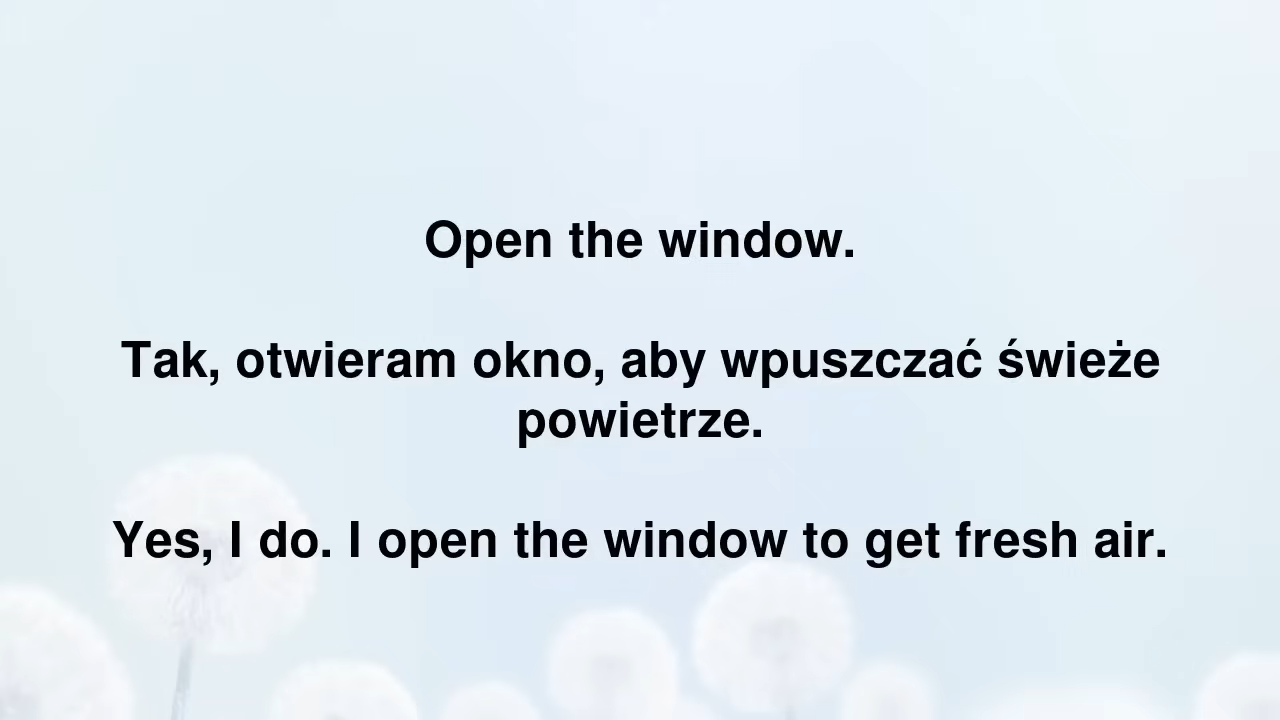 Open the window.
Tak, otwieram okno, aby wpuszczać świeże
powietrze.
Yes, I do. I open the window to get fresh air.